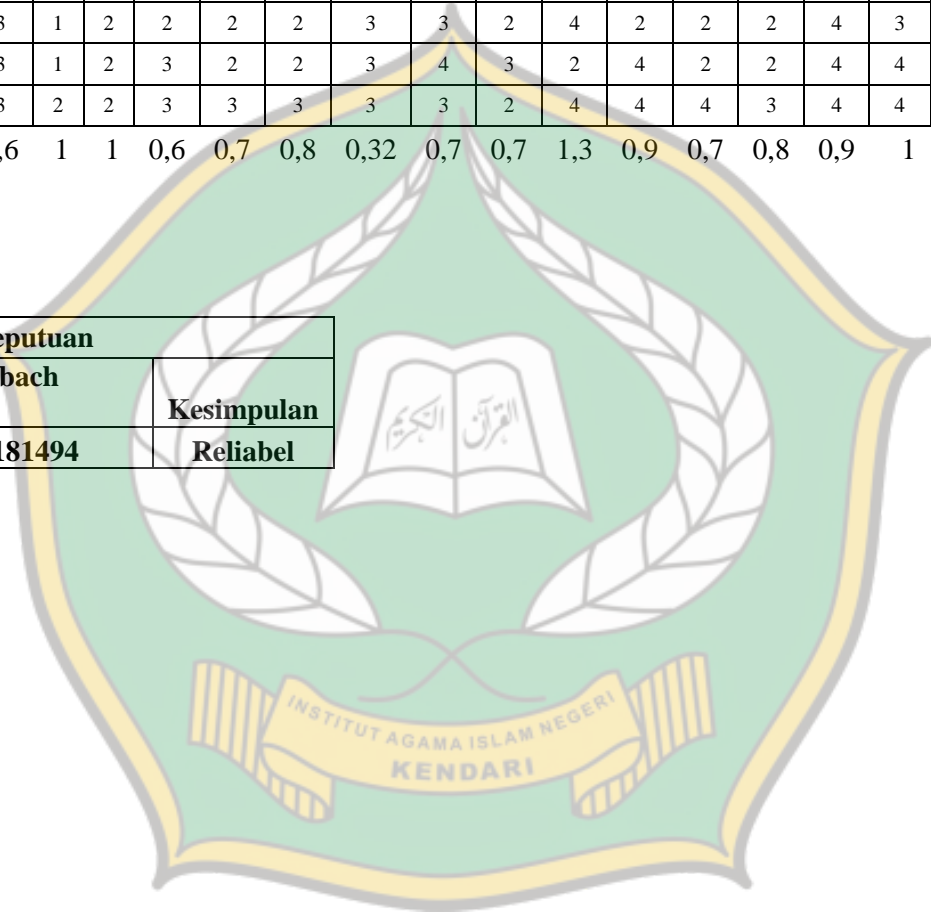 3 1 2 2 2 2 3 3 2 4 2 2 2 4 3
3 1 2 3 2 2 3 4 3 2 4 2 2 4 4
3 2 2 3 3 3 3 3 2 4 4 4 3 4 4
,6 1 1 0,6 0,7 0,8 0,32 0,7 0,7 1,3 0,9 0,7 0,8 0,9 1
eputuan
bach
Kesimpulan
181494 Reliabel
القرآن الكريم
INSTITUT AGAMA ISLAM NEGERI
KENDARI